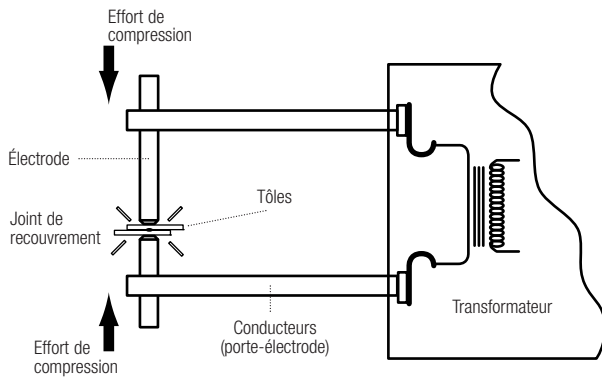 Effort de
compression
Électrode
Tôles
Joint de
recouvrement
Transformateur
Conducteurs
(porte-électrode)
Effort de
compression